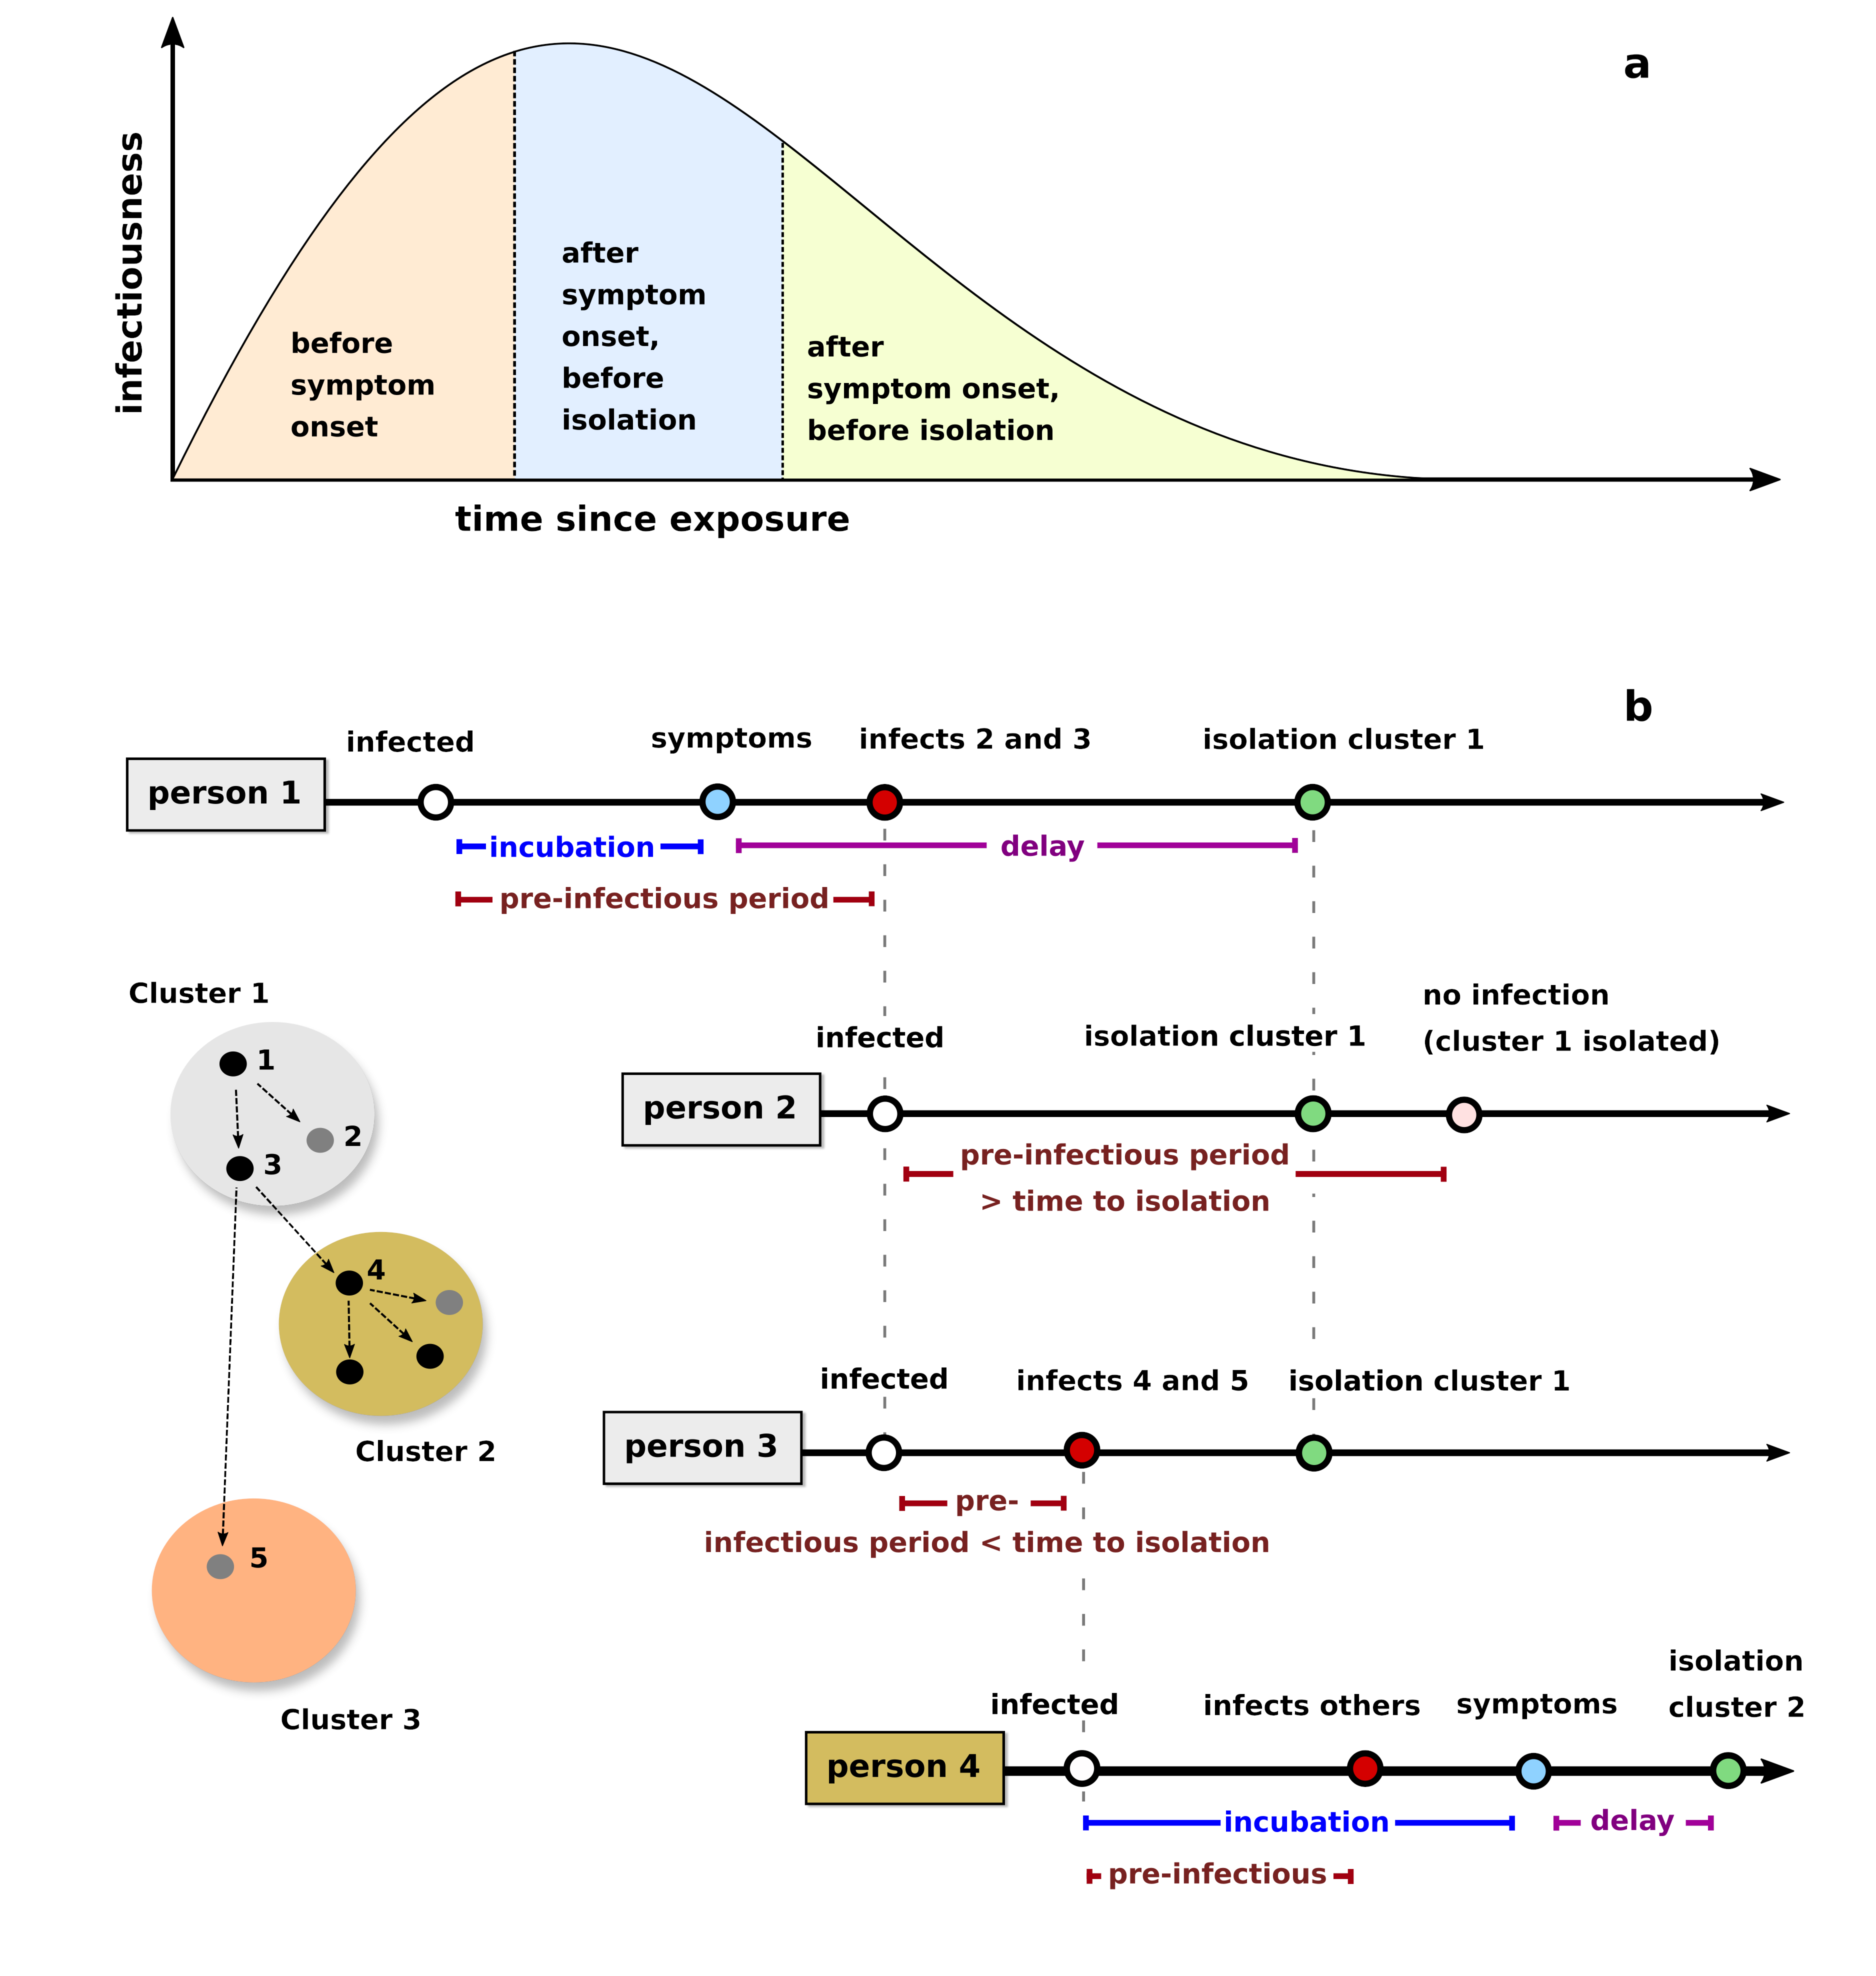 a
infectiousness
before
symptom
onset
after
symptom
onset,
before
isolation
after
symptom onset,
before isolation
time since exposure
b
infected
symptoms
infects 2 and 3
isolation cluster 1
person 1
incubation
delay
pre-infectious period
Cluster 1
1
2
3
4
Cluster 2
5
Cluster 3
infected
isolation cluster 1
no infection
(cluster 1 isolated)
person 2
pre-infectious period
> time to isolation
infected
infects 4 and 5
isolation cluster 1
person 3
pre-
infectious period < time to isolation
infected
infects others
symptoms
isolation
cluster 2
person 4
incubation
delay
pre-infectious